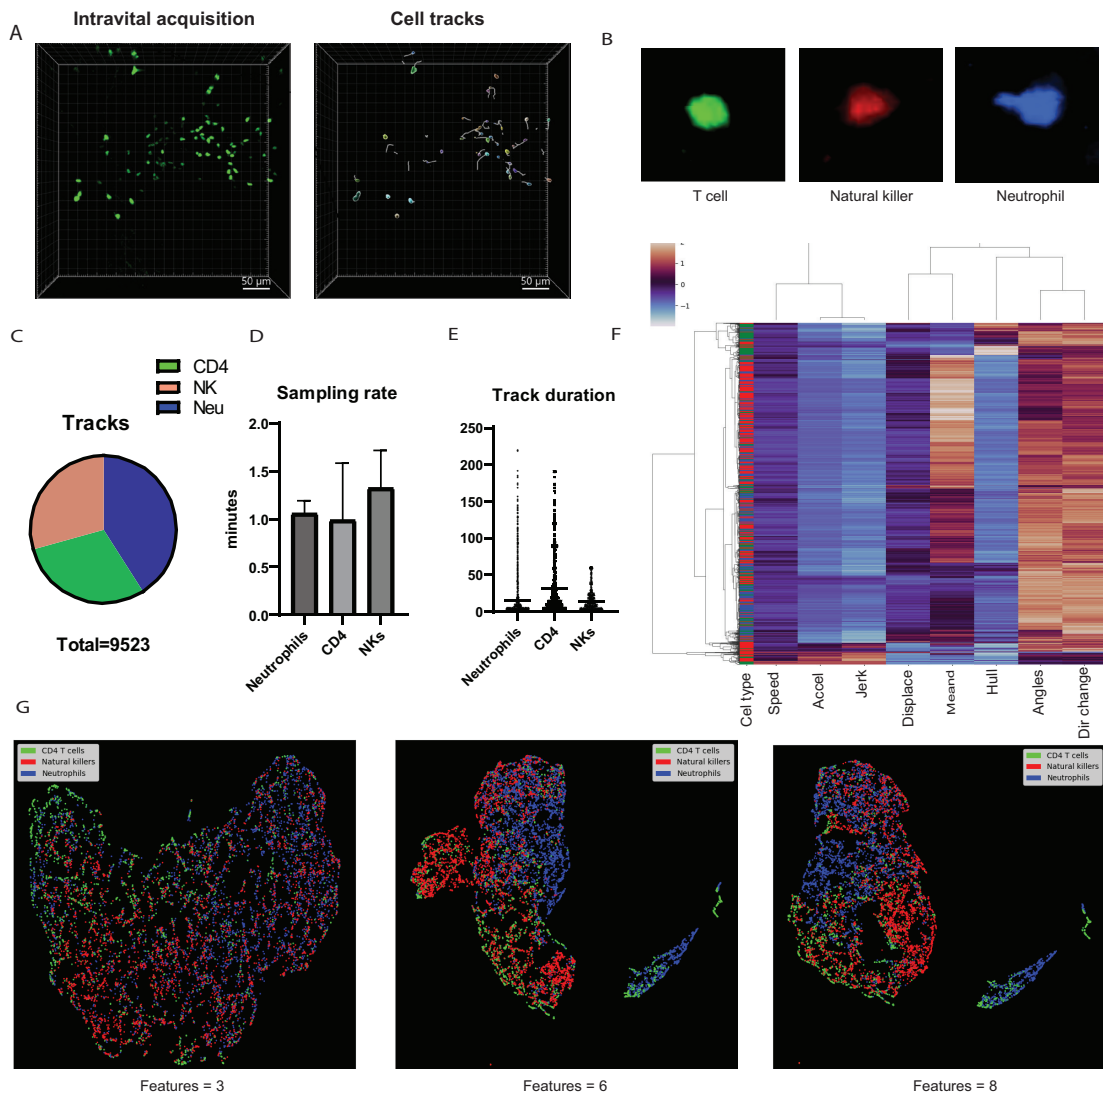 A
Intravital acquisition
Cell tracks
50 μm
50 μm
B
T cell
Natural killer
Neutrophil
C
CD4
NK
Neu
Tracks
Total=9523
D
Sampling rate
minutes
2.0
1.5
1.0
0.5
0.0
Neutrophils
CD4
NKs
E
Track duration
250
200
150
100
50
0
Neutrophils
CD4
NKs
F
1
0
−1
Cel type
Speed
Accel
Jerk
Displace
Meand
Hull
Angles
Dir change
G
CD4 T cells
Natural killers
Neutrophils
Features = 3
CD4 T cells
Natural killers
Neutrophils
Features = 6
CD4 T cells
Natural killers
Neutrophils
Features = 8